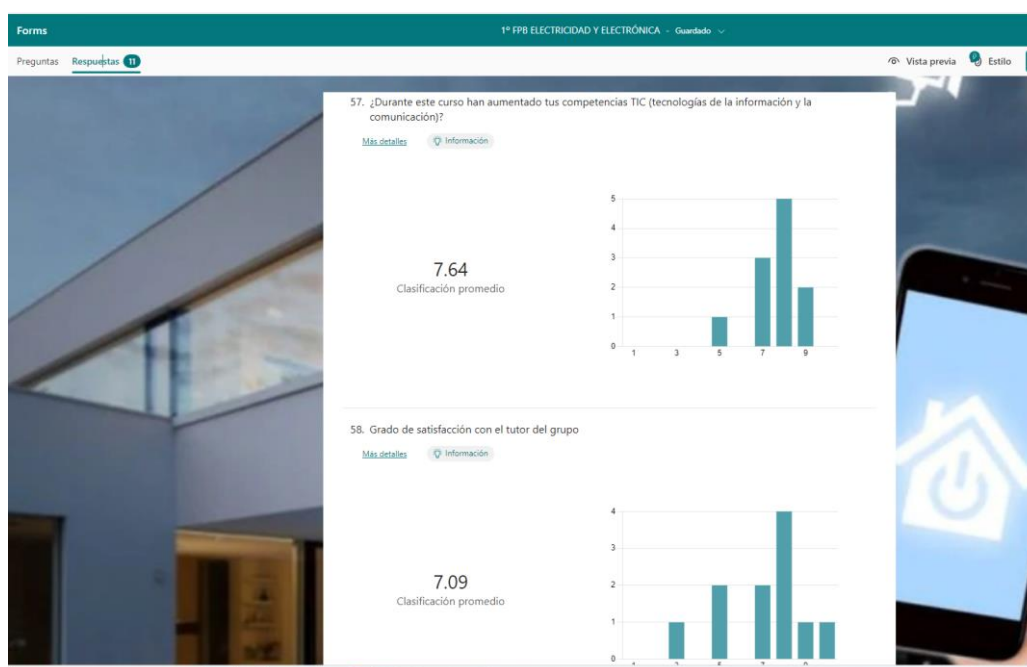 Forms
1º FPB ELECTRICIDAD Y ELECTRÓNICA - Guardado
Preguntas Respuestas 11
Vista previa Estilo
57. ¿Durante este curso han aumentado tus competencias TIC (tecnologías de la información y la
comunicación)?
Más detalles Información
5
4
3
2
1
0
1 3 5 7 9
7.64
Clasificación promedio
58. Grado de satisfacción con el tutor del grupo
Más detalles Información
4
3
2
1
0
7.09
Clasificación promedio